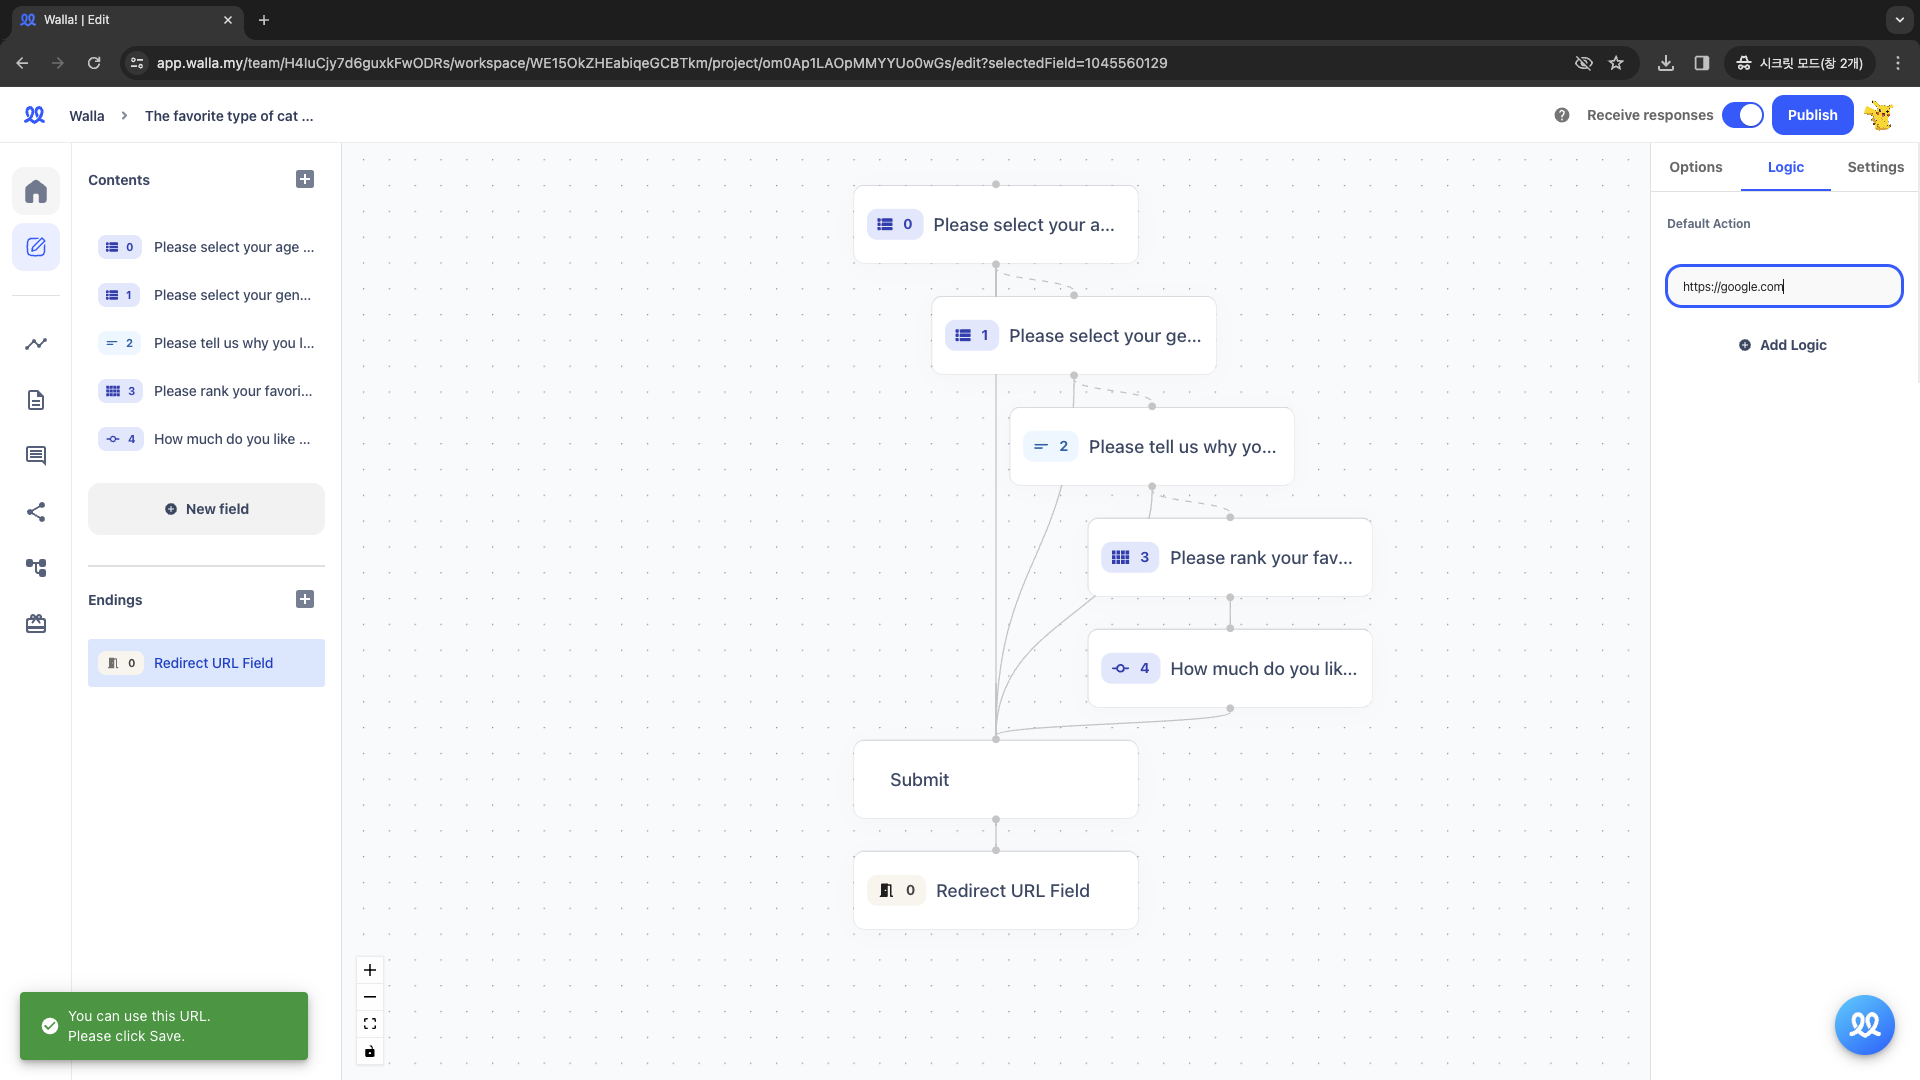 Walla! | Edit
app.walla.my/team/H4IuCjy7d6guxkFwODRs/workspace/WE15OkZHEabiqeGCBTkm/project/om0Ap1LAOpMMYYUo0wGs/edit?selectedField=1045560129
시크릿 모드(창 2개)
Walla
The favorite type of cat ...
Receive responses
Publish
Contents
0 Please select your age ...
1 Please select your gen...
2 Please tell us why you l...
3 Please rank your favori...
4 How much do you like ...
New field
Endings
0 Redirect URL Field
0 Please select your a...
1 Please select your ge...
2 Please tell us why yo...
3 Please rank your fav...
4 How much do you lik...
Submit
0 Redirect URL Field
Options
Logic
Settings
Default Action
https://google.com
Add Logic
You can use this URL.
Please click Save.